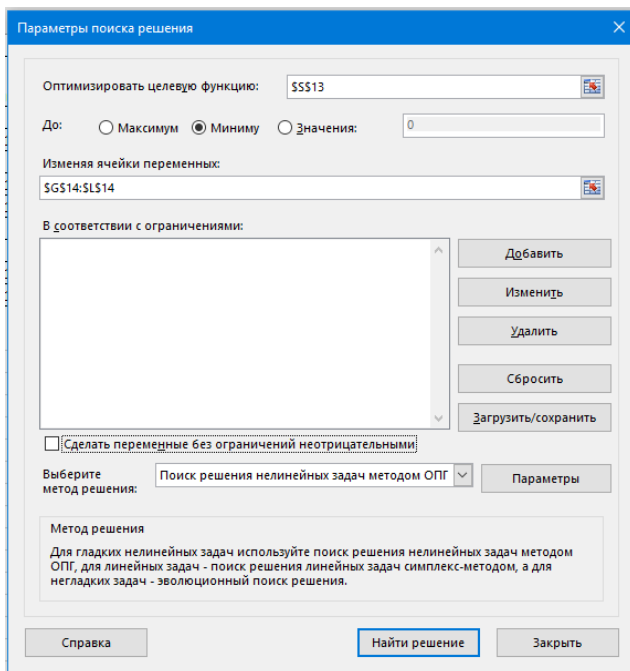 Параметры поиска решения
Оптимизировать целевую функцию: $S$13
До: Максимум Миниму Значения: 0
Изменяя ячейки переменных:
$G$14:$L$14
В соответствии с ограничениями:
Добавить
Изменить
Удалить
Сбросить
Загрузить/сохранить
Сделать переменные без ограничений неотрицательными
Выберите
метод решения:
Поиск решения нелинейных задач методом ОПГ
Параметры
Метод решения
Для гладких нелинейных задач используйте поиск решения нелинейных задач методом
ОПГ, для линейных задач - поиск решения линейных задач симплекс-методом, а для
негладких задач - эволюционный поиск решения.
Справка Найти решение Закрыть